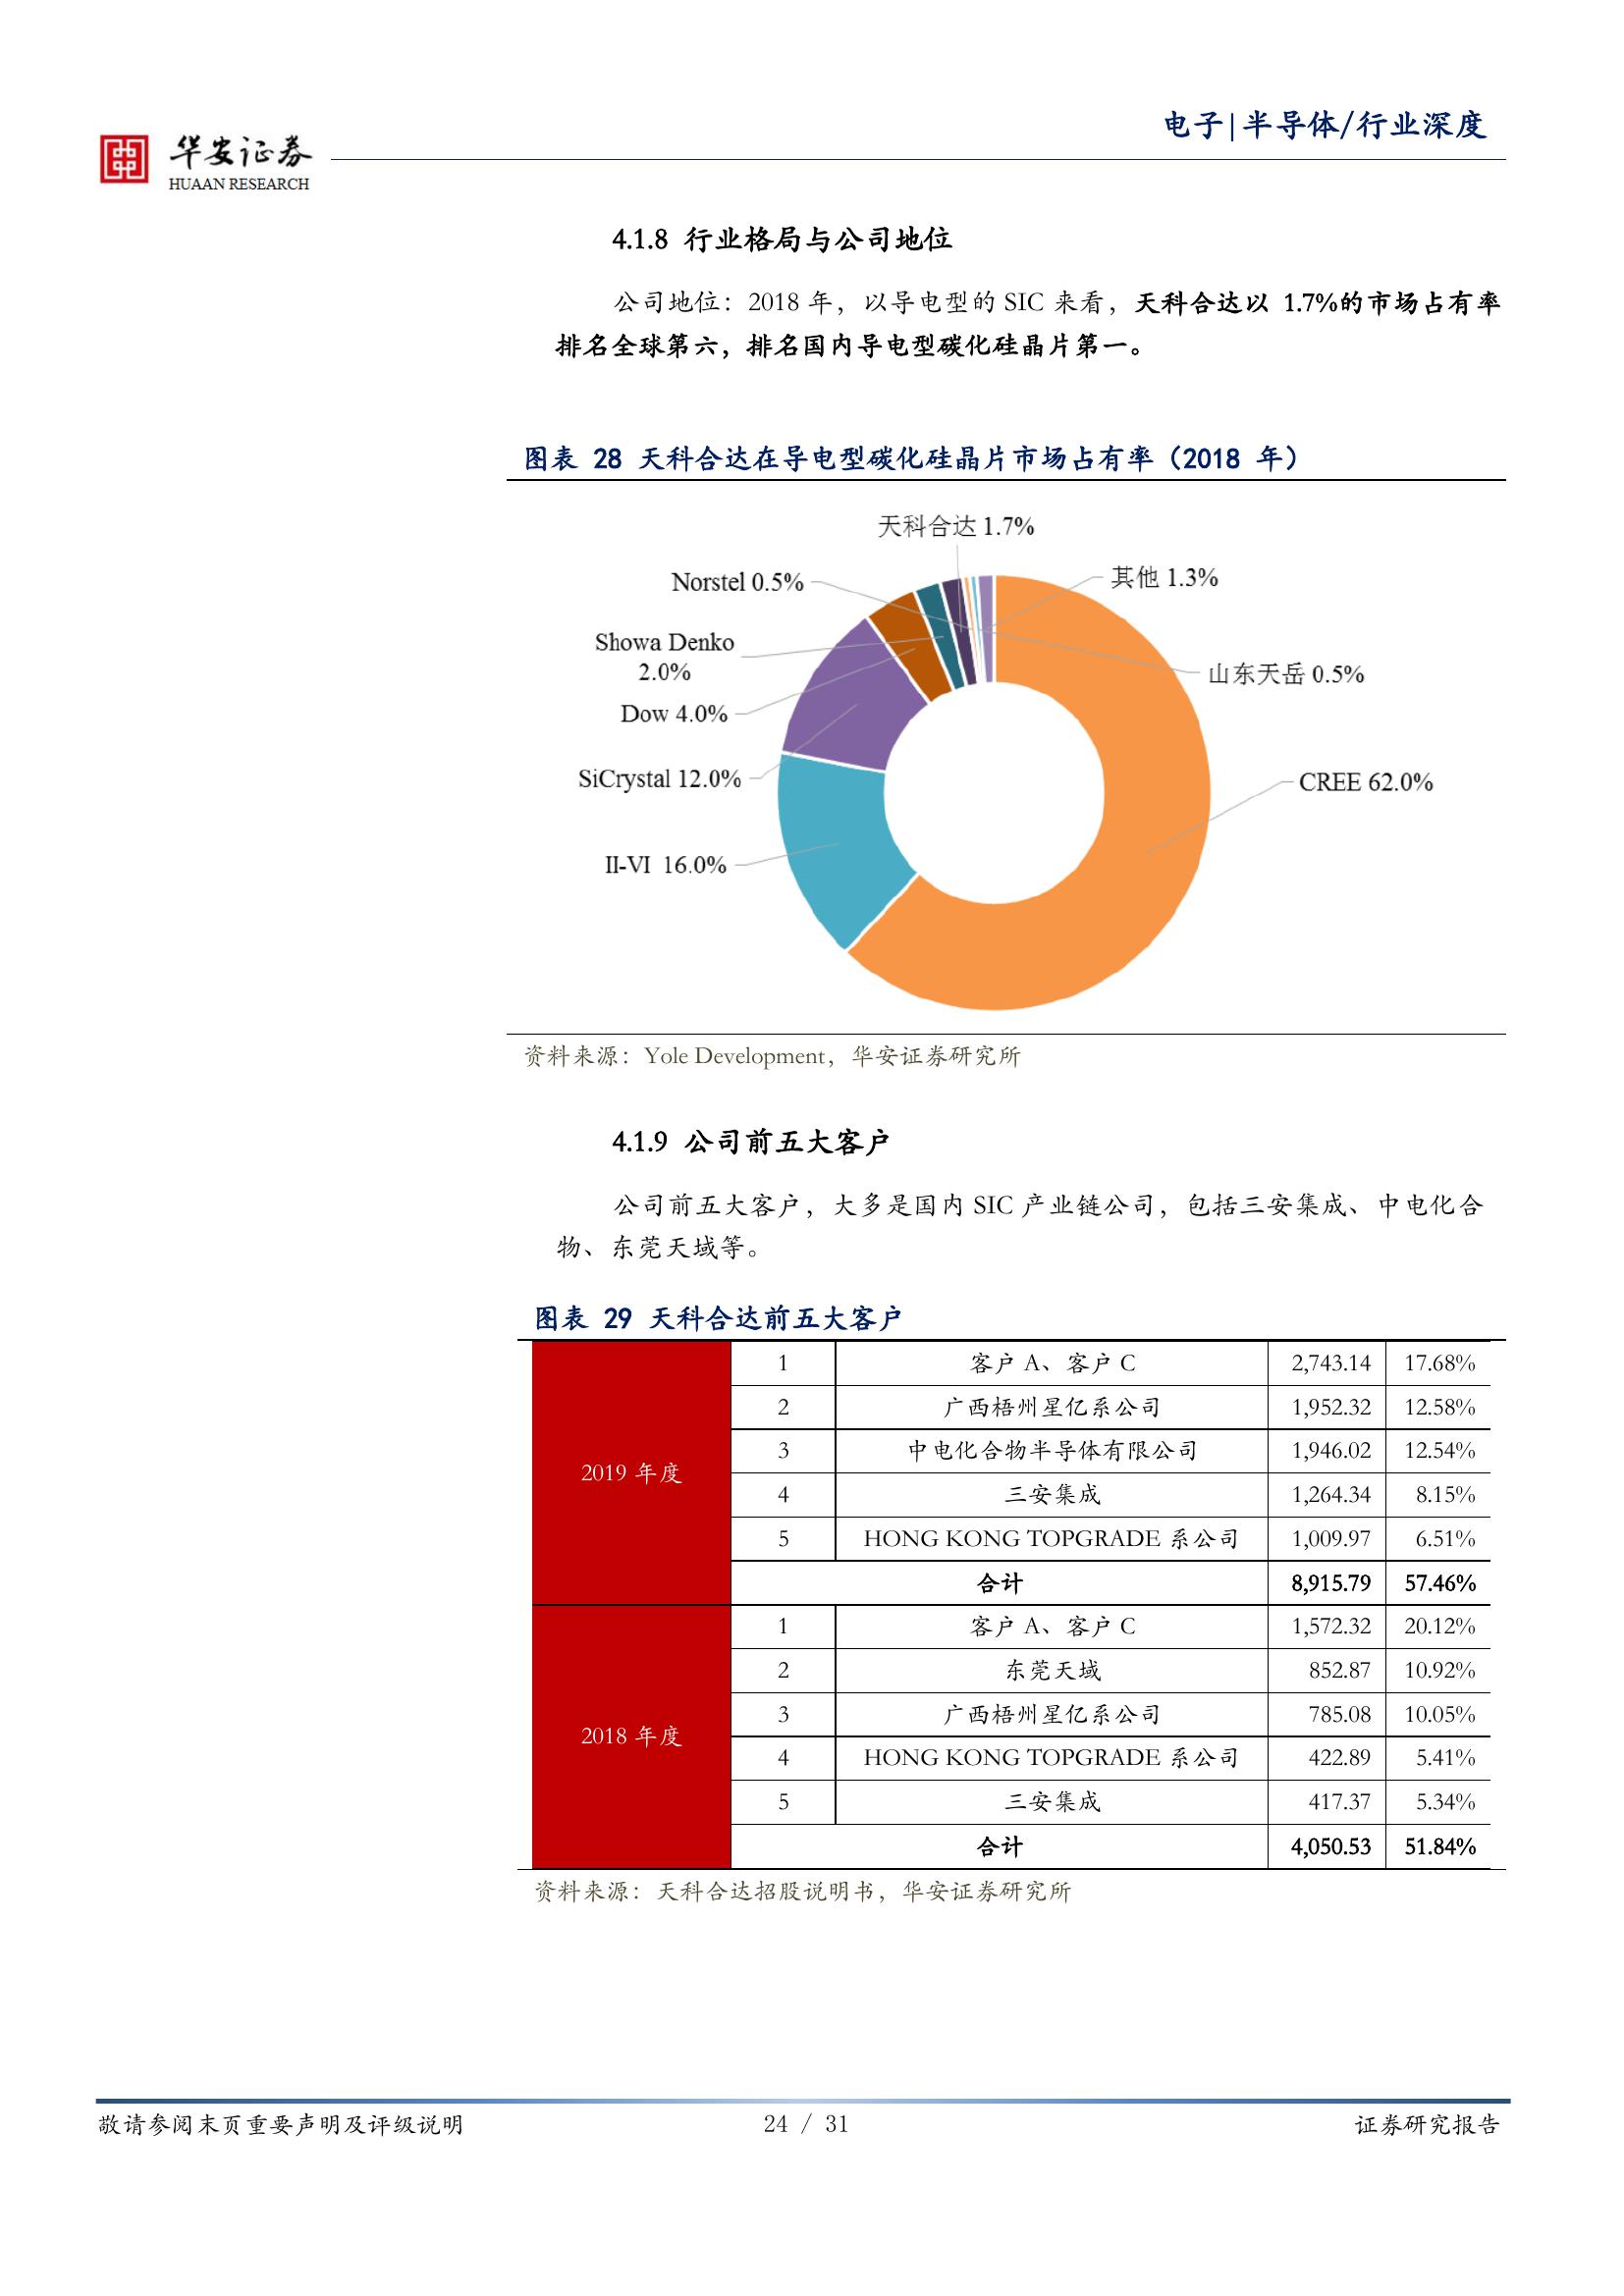 电子|半导体/行业深度
华安证券
HUAAN RESEARCH
4.1.8 行业格局与公司地位
公司地位：2018 年，以导电型的 SIC 来看，天科合达以 1.7%的市场占有率
排名全球第六，排名国内导电型碳化硅晶片第一。
图表 28 天科合达在导电型碳化硅晶片市场占有率（2018 年）
天科合达 1.7%
Norstel 0.5%
其他 1.3%
Showa Denko
2.0%
山东天岳 0.5%
Dow 4.0%
SiCrystal 12.0%
CREE 62.0%
II-VI 16.0%
资料来源：Yole Development，华安证券研究所
4.1.9 公司前五大客户
公司前五大客户，大多是国内 SIC 产业链公司，包括三安集成、中电化合
物、东莞天域等。
图表 29 天科合达前五大客户
2019 年度
1 客户 A、客户 C 2,743.14 17.68%
2 广西梧州星亿系公司 1,952.32 12.58%
3 中电化合物半导体有限公司 1,946.02 12.54%
4 三安集成 1,264.34 8.15%
5 HONG KONG TOPGRADE 系公司 1,009.97 6.51%
合计 8,915.79 57.46%
2018 年度
1 客户 A、客户 C 1,572.32 20.12%
2 东莞天域 852.87 10.92%
3 广西梧州星亿系公司 785.08 10.05%
4 HONG KONG TOPGRADE 系公司 422.89 5.41%
5 三安集成 417.37 5.34%
合计 4,050.53 51.84%
资料来源：天科合达招股说明书，华安证券研究所
敬请参阅末页重要声明及评级说明 24 / 31 证券研究报告